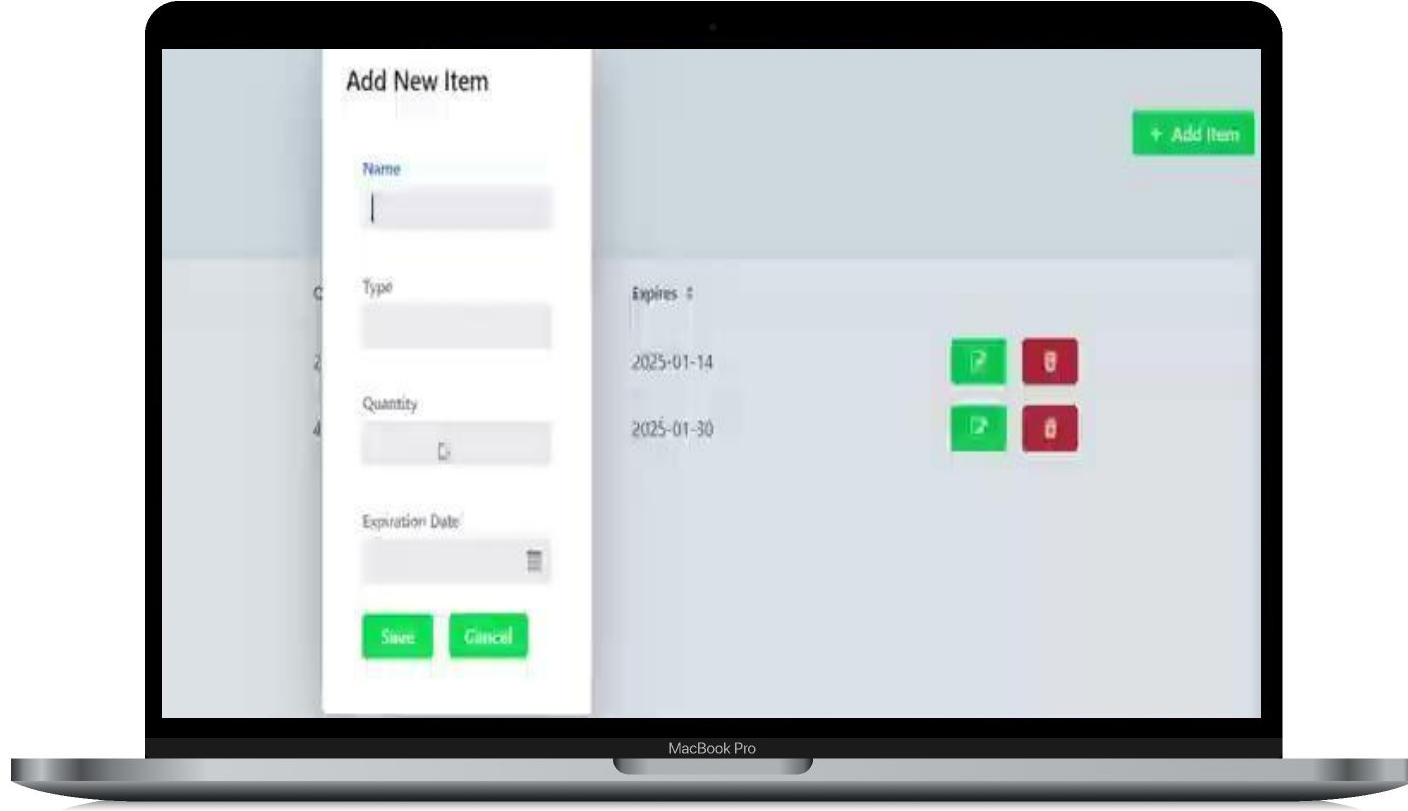 Add New Item
+ Add Item
Name
Type
Expires
2025-01-14
Quantity
2025-01-30
Expiration Date
Save
Cancel
MacBook Pro